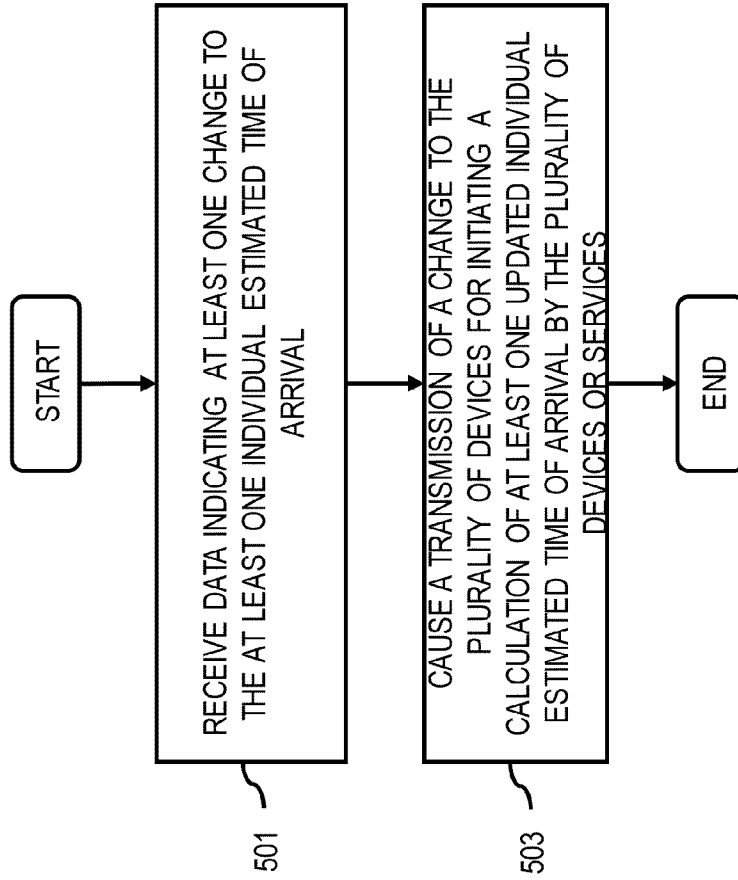 START
501
RECEIVE DATA INDICATING AT LEAST ONE CHANGE TO
THE AT LEAST ONE INDIVIDUAL ESTIMATED TIME OF
ARRIVAL
503
CAUSE A TRANSMISSION OF A CHANGE TO THE
PLURALITY OF DEVICES FOR INITIATING A
CALCULATION OF AT LEAST ONE UPDATED INDIVIDUAL
ESTIMATED TIME OF ARRIVAL BY THE PLURALITY OF
DEVICES OR SERVICES
END